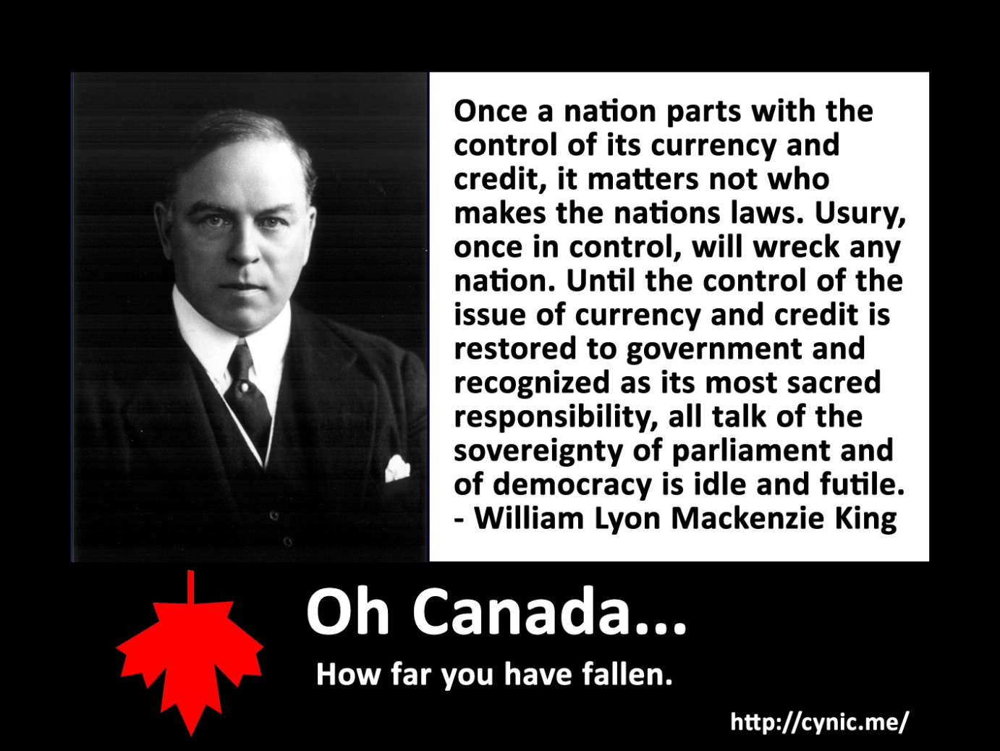 Once a nation parts with the
control of its currency and
credit, it matters not who
makes the nations laws. Usury,
once in control, will wreck any
nation. Until the control of the
issue of currency and credit is
restored to government and
recognized as its most sacred
responsibility, all talk of the
sovereignty of parliament and
of democracy is idle and futile.
- William Lyon Mackenzie King
Oh Canada...
How far you have fallen.
http://cynic.me/